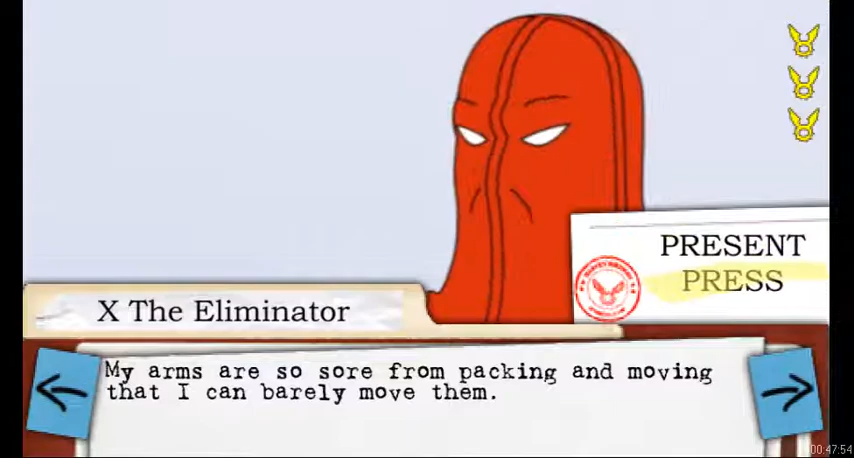 PRESENT
PRESS
X The Eliminator
My arms are so sore from packing and moving
that I can barely move them.
00:47:54